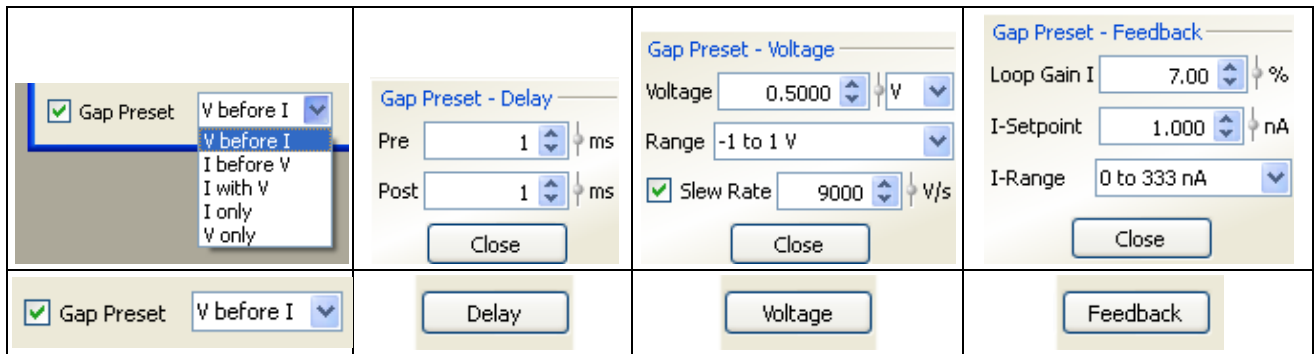 Gap Preset V before I
V before I
I before V
I with V
I only
V only
Gap Preset - Delay
Pre 1 ms
Post 1 ms
Close
Gap Preset - Voltage
Voltage 0.5000 V
Range -1 to 1 V
Slew Rate 9000 V/s
Close
Gap Preset - Feedback
Loop Gain I 7.00 %
I-Setpoint 1.000 nA
I-Range 0 to 333 nA
Close
Gap Preset V before I
Delay
Voltage
Feedback